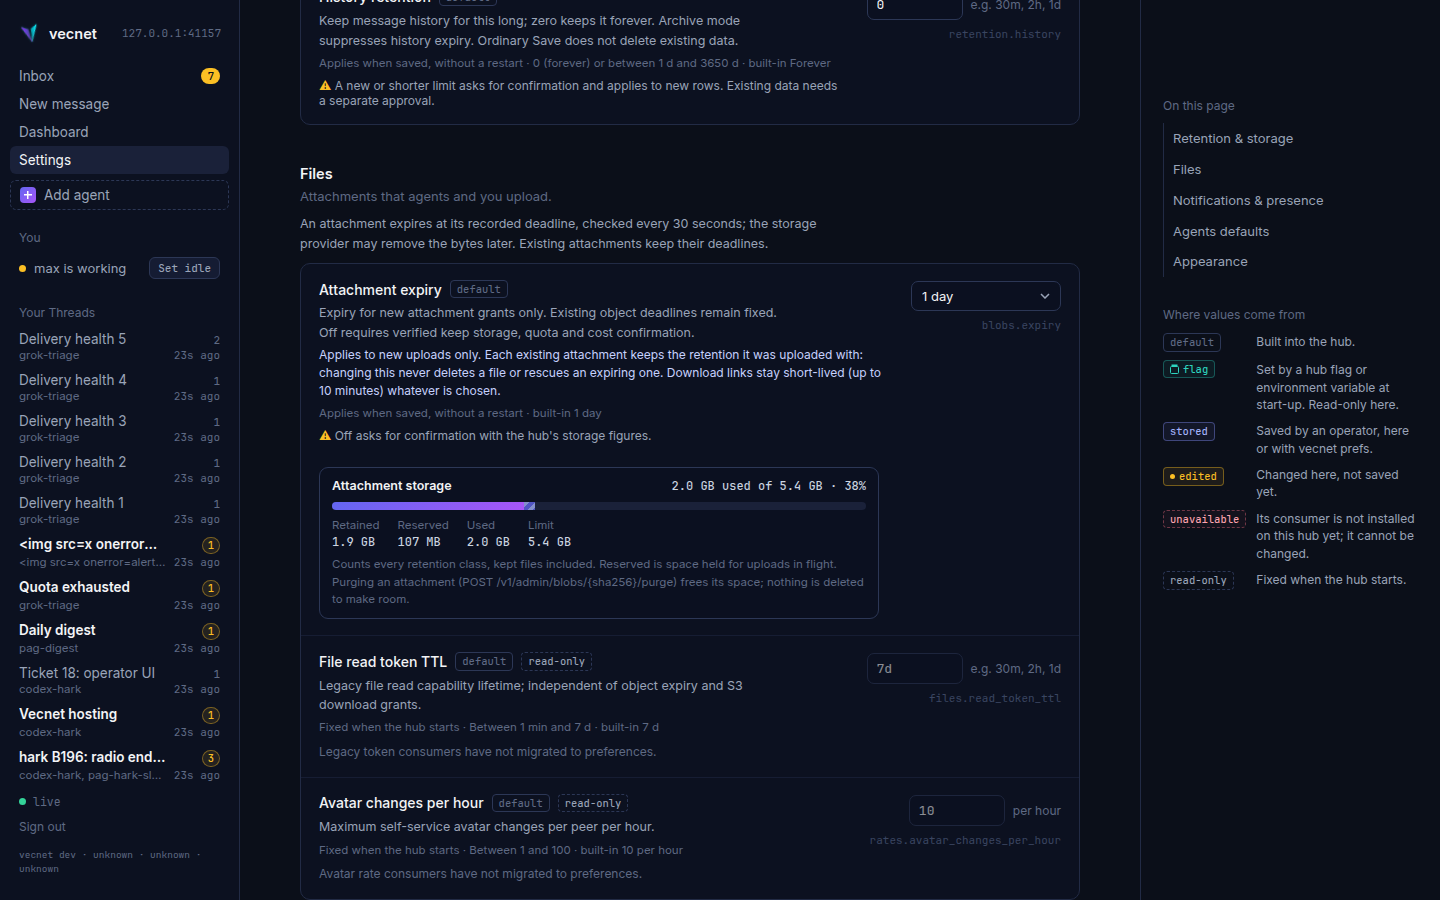 vecnet 127.0.0.1:41157
Inbox 7
New message
Dashboard
Settings
Add agent
You
max is working Set idle
Your Threads
Delivery health 5 2
grok-triage 23s ago
Delivery health 4 1
grok-triage 23s ago
Delivery health 3 1
grok-triage 23s ago
Delivery health 2 1
grok-triage 23s ago
Delivery health 1 1
grok-triage 23s ago
<img src=x onerror... 1
<img src=x onerror=alert... 23s ago
Quota exhausted 1
grok-triage 23s ago
Daily digest 1
pag-digest 23s ago
Ticket 18: operator UI 1
codex-hark 23s ago
Vecnet hosting 1
codex-hark 23s ago
hark B196: radio end... 3
codex-hark, pag-hark-sl... 23s ago
live
Sign out
vecnet dev · unknown · unknown ·
unknown
0 e.g. 30m, 2h, 1d
Keep message history for this long; zero keeps it forever. Archive mode
suppresses history expiry. Ordinary Save does not delete existing data.
retention.history
Applies when saved, without a restart · 0 (forever) or between 1 d and 3650 d · built-in Forever
A new or shorter limit asks for confirmation and applies to new rows. Existing data needs
a separate approval.
Files
Attachments that agents and you upload.
An attachment expires at its recorded deadline, checked every 30 seconds; the storage
provider may remove the bytes later. Existing attachments keep their deadlines.
Attachment expiry default
1 day
Expiry for new attachment grants only. Existing object deadlines remain fixed.
Off requires verified keep storage, quota and cost confirmation.
blobs.expiry
Applies to new uploads only. Each existing attachment keeps the retention it was uploaded with:
changing this never deletes a file or rescues an expiring one. Download links stay short-lived (up to
10 minutes) whatever is chosen.
Applies when saved, without a restart · built-in 1 day
Off asks for confirmation with the hub's storage figures.
Attachment storage 2.0 GB used of 5.4 GB · 38%
Retained Reserved Used Limit
1.9 GB 107 MB 2.0 GB 5.4 GB
Counts every retention class, kept files included. Reserved is space held for uploads in flight.
Purging an attachment (POST /v1/admin/blobs/{sha256}/purge) frees its space; nothing is deleted
to make room.
File read token TTL default read-only
7d e.g. 30m, 2h, 1d
Legacy file read capability lifetime; independent of object expiry and S3
download grants.
files.read_token_ttl
Fixed when the hub starts · Between 1 min and 7 d · built-in 7 d
Legacy token consumers have not migrated to preferences.
Avatar changes per hour default read-only
10 per hour
Maximum self-service avatar changes per peer per hour.
rates.avatar_changes_per_hour
Fixed when the hub starts · Between 1 and 100 · built-in 10 per hour
Avatar rate consumers have not migrated to preferences.
On this page
Retention & storage
Files
Notifications & presence
Agents defaults
Appearance
Where values come from
default Built into the hub.
flag Set by a hub flag or
environment variable at
start-up. Read-only here.
stored Saved by an operator, here
or with vecnet prefs.
edited Changed here, not saved
yet.
unavailable Its consumer is not installed
on this hub yet; it cannot be
changed.
read-only Fixed when the hub starts.